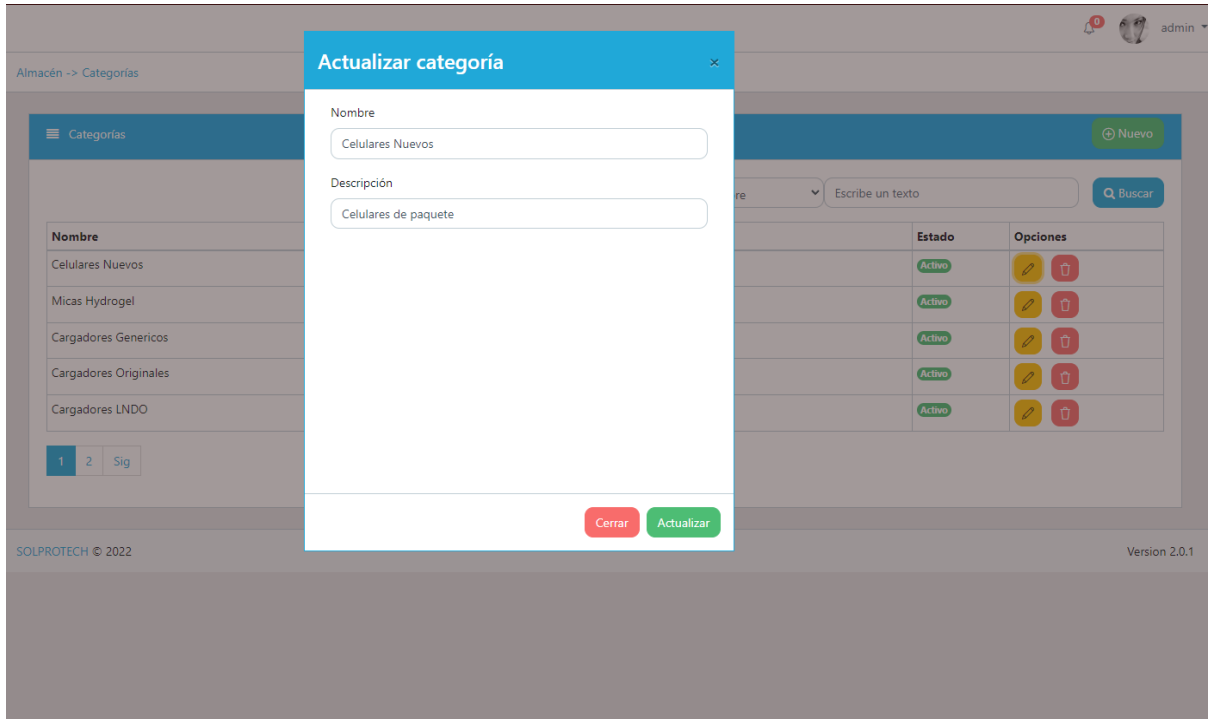 0
admin
Actualizar categoría ×
Almacén -> Categorías
Nombre
Categorías
Nuevo
Celulares Nuevos
Descripción
re
Escribe un texto
Buscar
Celulares de paquete
Nombre Estado Opciones
Celulares Nuevos Activo
Micas Hydrogel Activo
Cargadores Genericos Activo
Cargadores Originales Activo
Cargadores LNDO Activo
1 2 Sig
Cerrar Actualizar
SOLPROTECH © 2022 Version 2.0.1